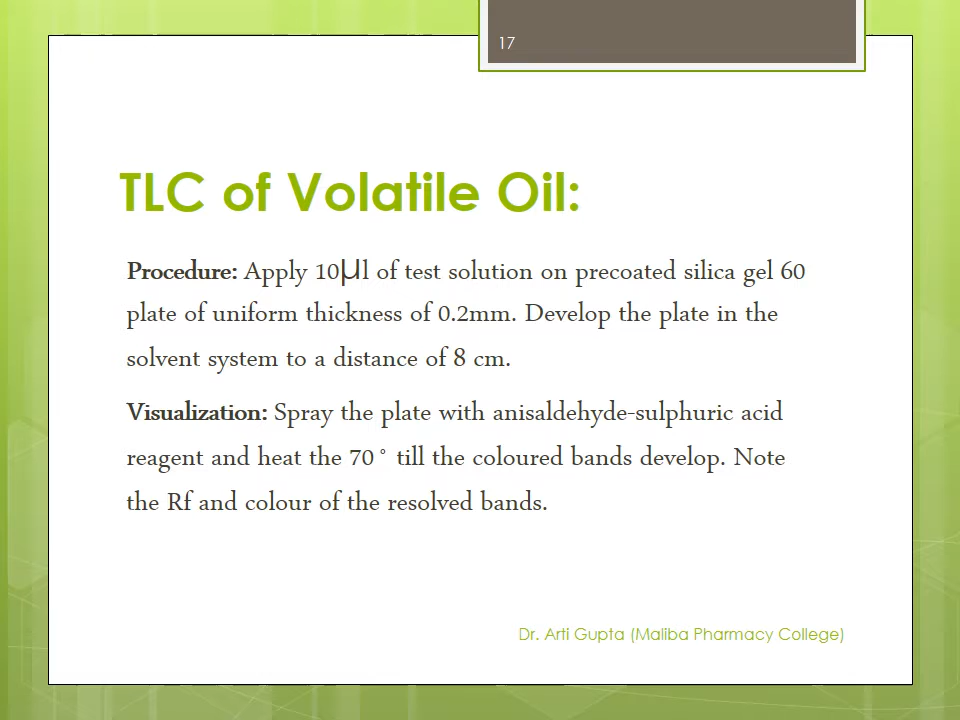 17
TLC of Volatile Oil:
Procedure: Apply 10μl of test solution on precoated silica gel 60
plate of uniform thickness of 0.2mm. Develop the plate in the
solvent system to a distance of 8 cm.
Visualization: Spray the plate with anisaldehyde-sulphuric acid
reagent and heat the 70° till the coloured bands develop. Note
the Rf and colour of the resolved bands.
Dr. Arti Gupta (Maliba Pharmacy College)